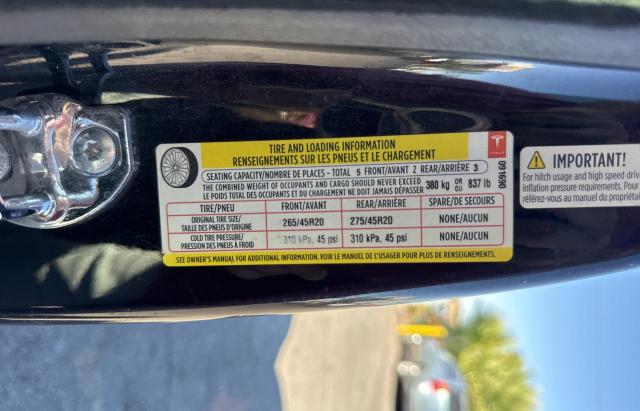 TIRE AND LOADING INFORMATION
RENSEIGNEMENTS SUR LES PNEUS ET LE CHARGEMENT
SEATING CAPACITY/NOMBRE DE PLACES - TOTAL 5 FRONT/AVANT 2 REAR/ARRIÈRE 3
THE COMBINED WEIGHT OF OCCUPANTS AND CARGO SHOULD NEVER EXCEED
LE POIDS TOTAL DES OCCUPANTS ET DU CHARGEMENT NE DOIT JAMAIS DÉPASSER
380 kg OR OU 837 lb
TIRE/PNEU FRONT/AVANT REAR/ARRIÈRE SPARE/DE SECOURS
ORIGINAL TIRE SIZE/
TAILLE DES PNEUS D'ORIGINE
265/45R20 275/45R20 NONE/AUCUN
COLD TIRE PRESSURE/
PRESSION DES PNEUS À FROID
310 kPa, 45 psi 310 kPa, 45 psi NONE/AUCUN
SEE OWNER'S MANUAL FOR ADDITIONAL INFORMATION. VOIR LE MANUEL DE L'USAGER POUR PLUS DE RENSEIGNEMENTS.
TESLA
091690
IMPORTANT!
For hitch usage and high speed driv
inflation pressure requirements. Pour d
référez-vous au manuel du propriétai